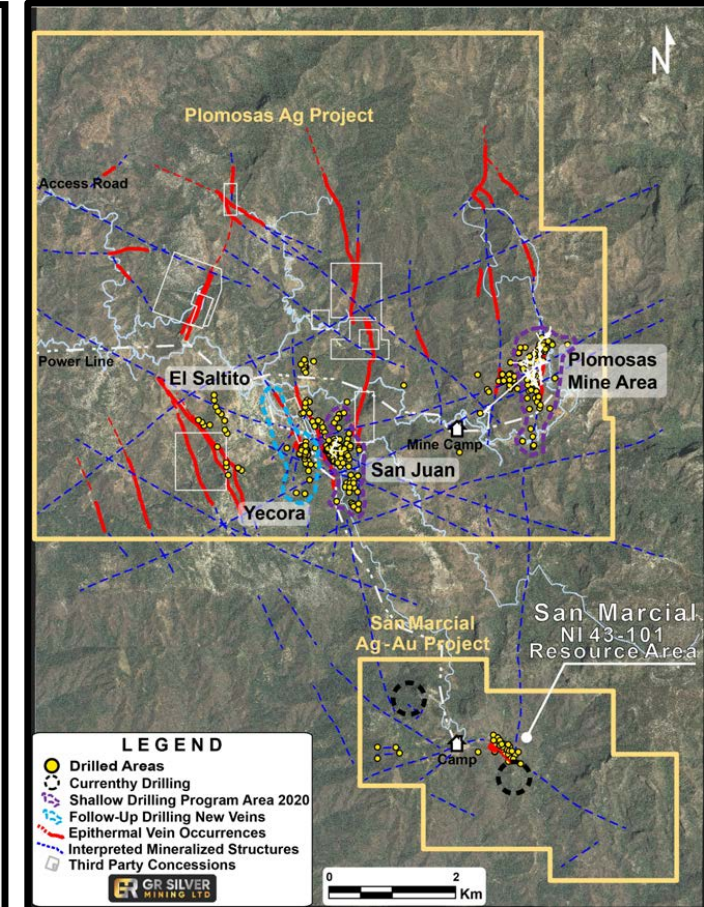 N
Plomosas Ag Project
Access Road
Power Line
El Saltito
Plomosas
Mine Area
Mine Camp
San Juan
Yecora
San Marcial
NI 43-101
Resource Area
San Marcial
Ag-Au Project
Camp
LEGEND
Drilled Areas
Currenthy Drilling
Shallow Drilling Program Area 2020
Follow-Up Drilling New Veins
Epithermal Vein Occurrences
Interpreted Mineralized Structures
Third Party Concessions
GR GR SILVER
MINING LTD
0 2
Km